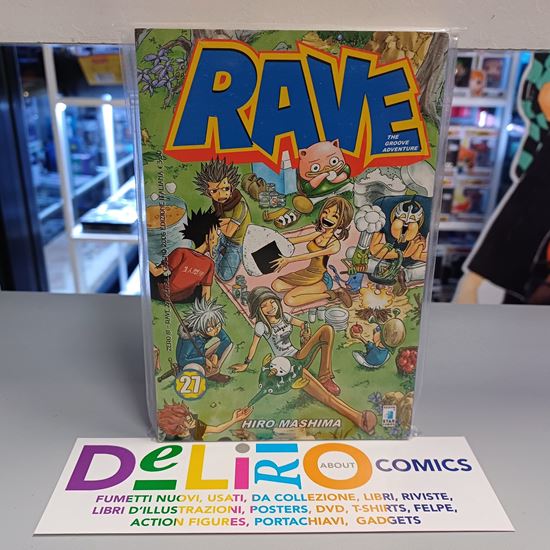 RAVE
THE
GROOVE
ADVENTURE
27
HIRO MASHIMA
STAR
DeLiRiO ABOUT COMICS
FUMETTI NUOVI, USATI, DA COLLEZIONE, LIBRI, RIVISTE,
LIBRI D'ILLUSTRAZIONI, POSTERS, DVD, T-SHIRTS, FELPE,
ACTION FIGURES, PORTACHIAVI, GADGETS